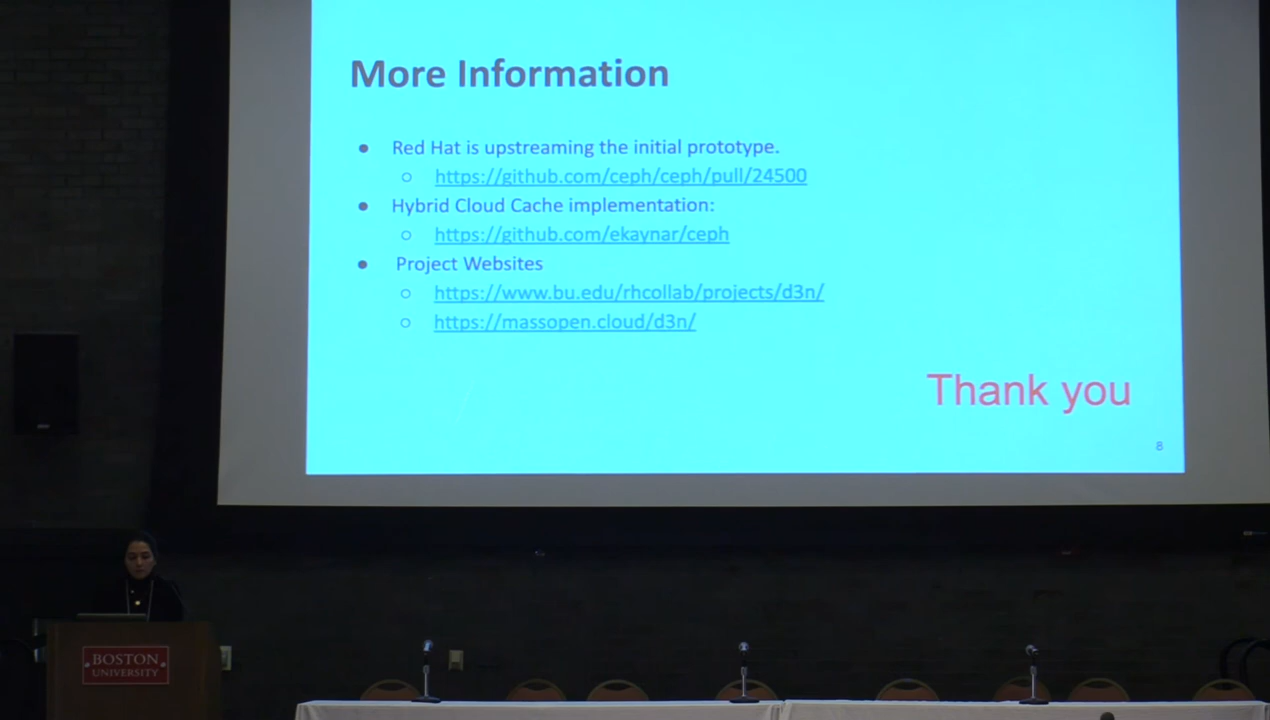 More Information
● Red Hat is upstreaming the initial prototype.
○ https://github.com/ceph/ceph/pull/24500
● Hybrid Cloud Cache implementation:
○ https://github.com/ekaynar/ceph
● Project Websites
○ https://www.bu.edu/rhcollab/projects/d3n/
○ https://massopen.cloud/d3n/
Thank you
8
BOSTON
UNIVERSITY